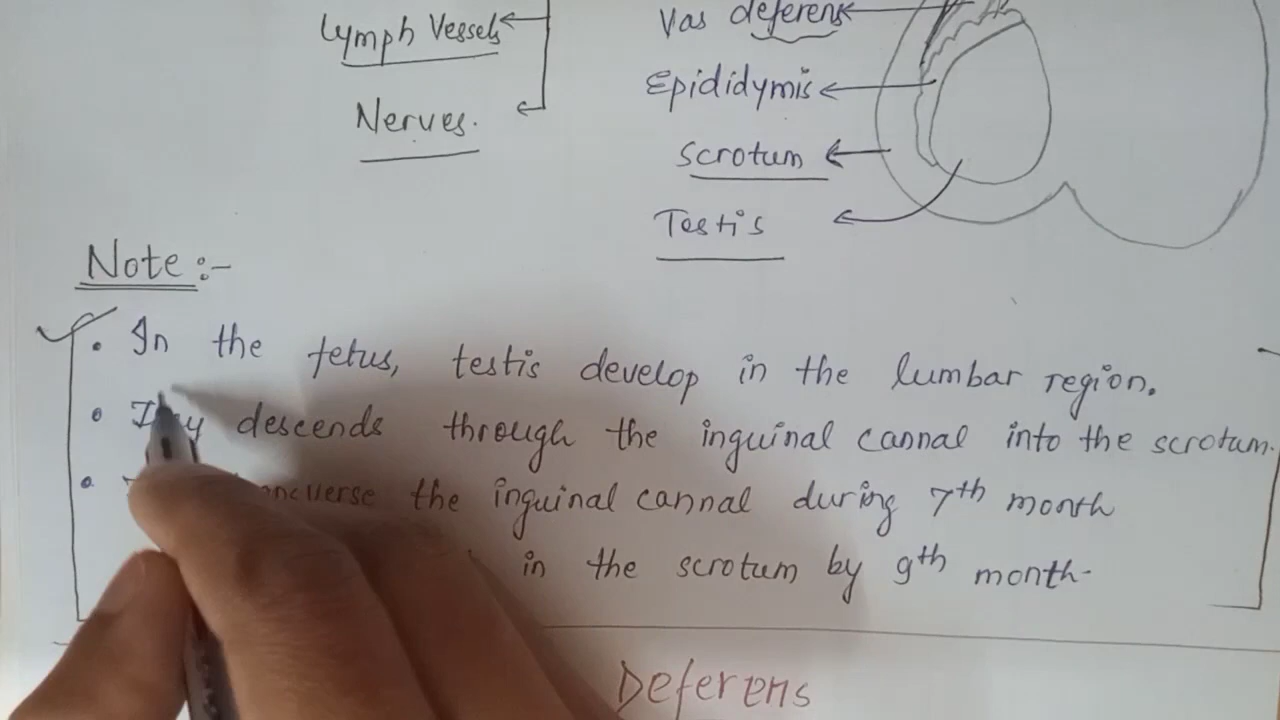 Lymph Vessels
Nerves.
Vas deferens
Epididymis
Scrotum
Testis
Note:-
• In the fetus, testis develop in the lumbar region.
• descends through the inguinal cannal into the scrotum.
• the inguinal cannal during 7th month
in the scrotum by 9th month.
Deferens